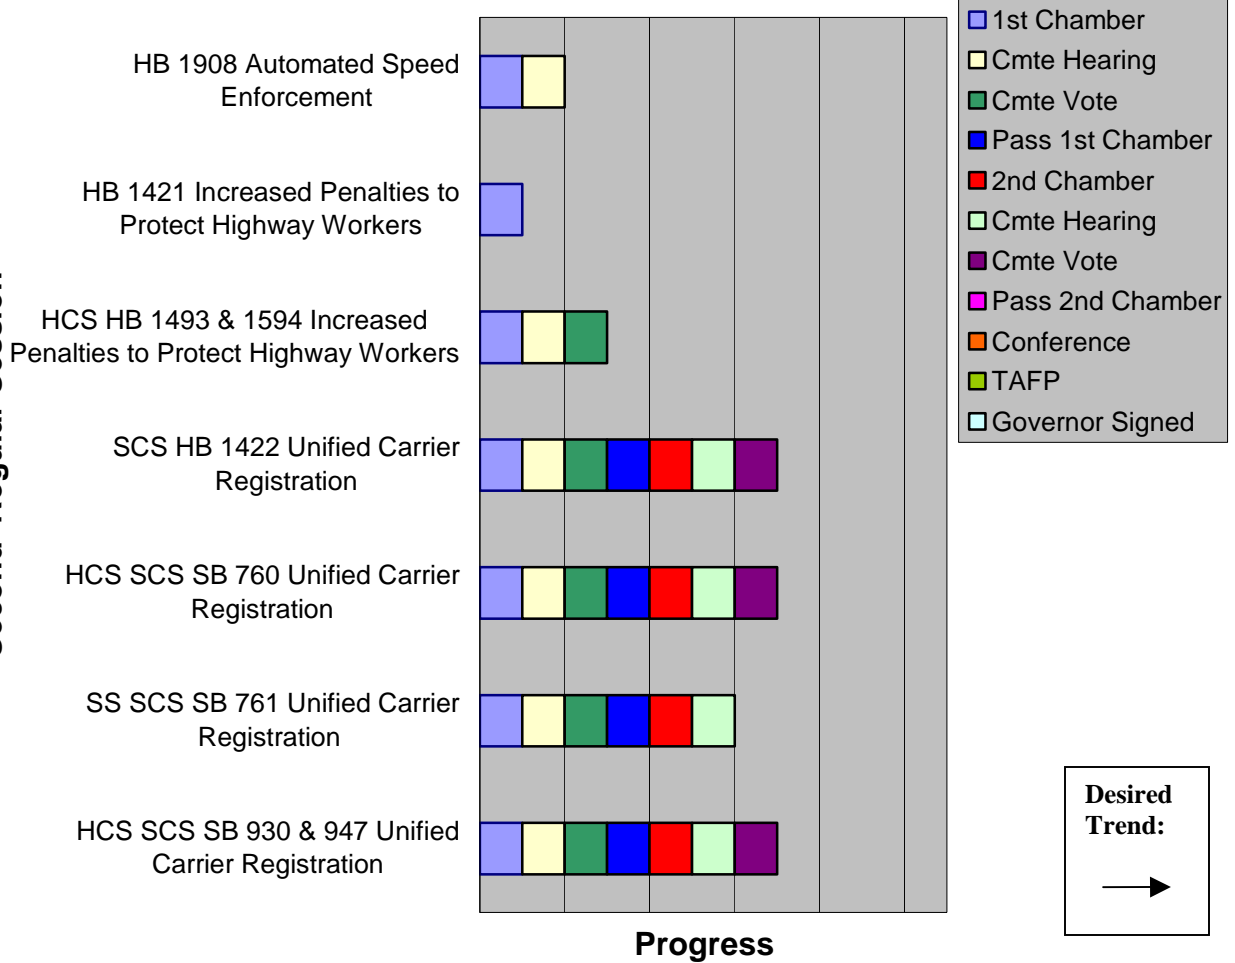 HB 1908 Automated Speed
Enforcement
HB 1421 Increased Penalties to
Protect Highway Workers
HCS HB 1493 & 1594 Increased
Penalties to Protect Highway Workers
SCS HB 1422 Unified Carrier
Registration
HCS SCS SB 760 Unified Carrier
Registration
SS SCS SB 761 Unified Carrier
Registration
HCS SCS SB 930 & 947 Unified
Carrier Registration
Progress
1st Chamber
Cmte Hearing
Cmte Vote
Pass 1st Chamber
2nd Chamber
Cmte Hearing
Cmte Vote
Pass 2nd Chamber
Conference
TAFP
Governor Signed
Desired
Trend: